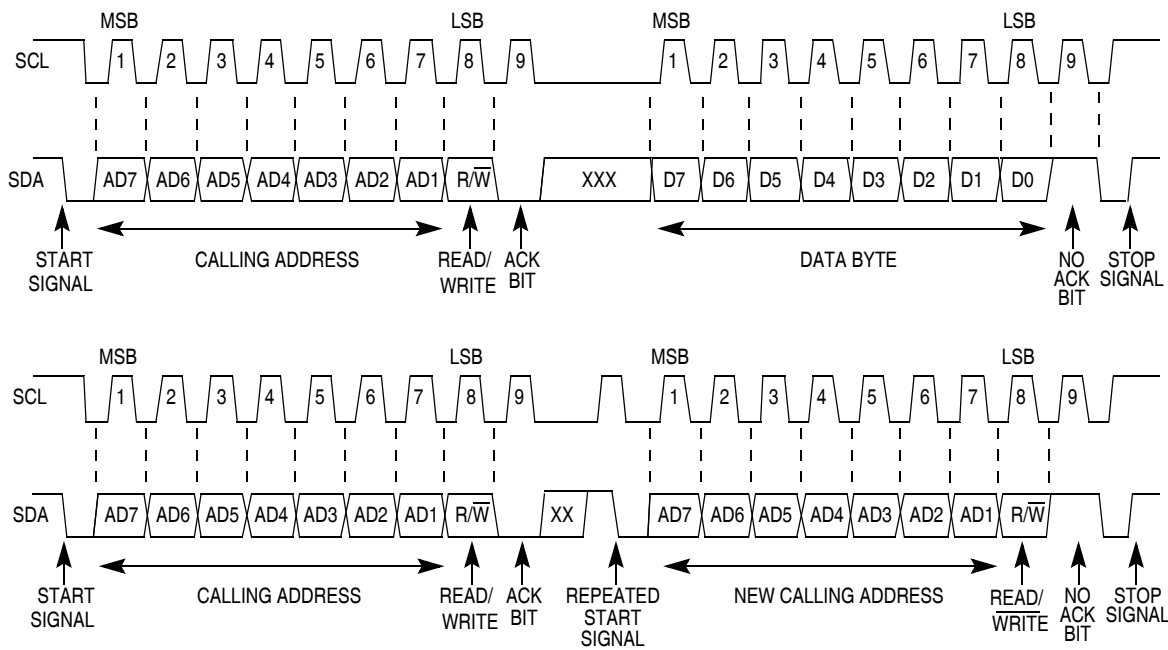 MSB LSB MSB LSB
SCL 1 2 3 4 5 6 7 8 9 1 2 3 4 5 6 7 8 9
SDA AD7 AD6 AD5 AD4 AD3 AD2 AD1 R/W̅ XXX D7 D6 D5 D4 D3 D2 D1 D0
START SIGNAL
CALLING ADDRESS
READ/ WRITE
ACK BIT
DATA BYTE
NO ACK BIT
STOP SIGNAL
MSB LSB MSB LSB
SCL 1 2 3 4 5 6 7 8 9 1 2 3 4 5 6 7 8 9
SDA AD7 AD6 AD5 AD4 AD3 AD2 AD1 R/W̅ XX AD7 AD6 AD5 AD4 AD3 AD2 AD1 R/W̅
START SIGNAL
CALLING ADDRESS
READ/ WRITE
ACK BIT
REPEATED START SIGNAL
NEW CALLING ADDRESS
READ/ W̅R̅I̅T̅E̅
NO ACK BIT
STOP SIGNAL